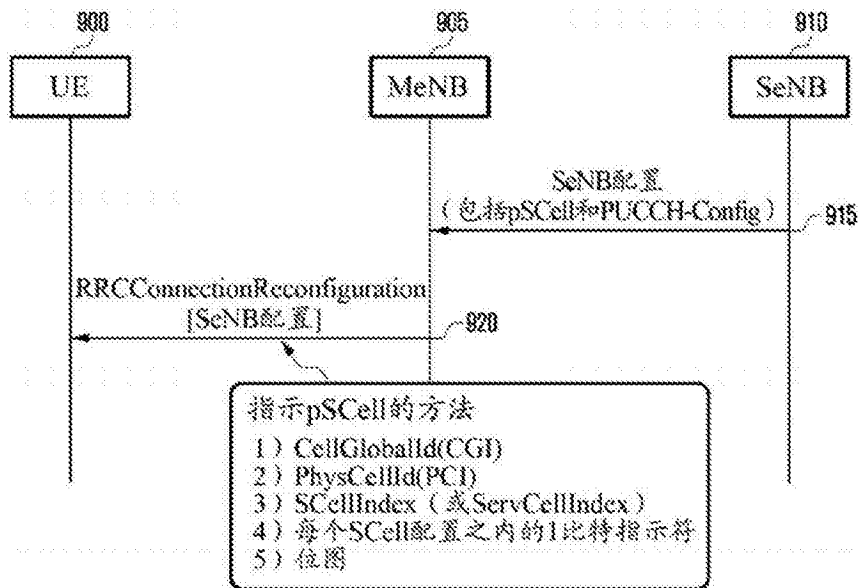 900
905
910
UE
MeNB
SeNB
SeNB配置
(包括pSCell和PUCCH-Config)
915
RRCConnectionReconfiguration
[SeNB配置]
920
指示pSCell的方法
1)CellGlobalId(CGI)
2)PhysCellId(PCI)
3)SCellIndex(或ServCellIndex)
4)每个SCell配置之内的1比特指示符
5)位图